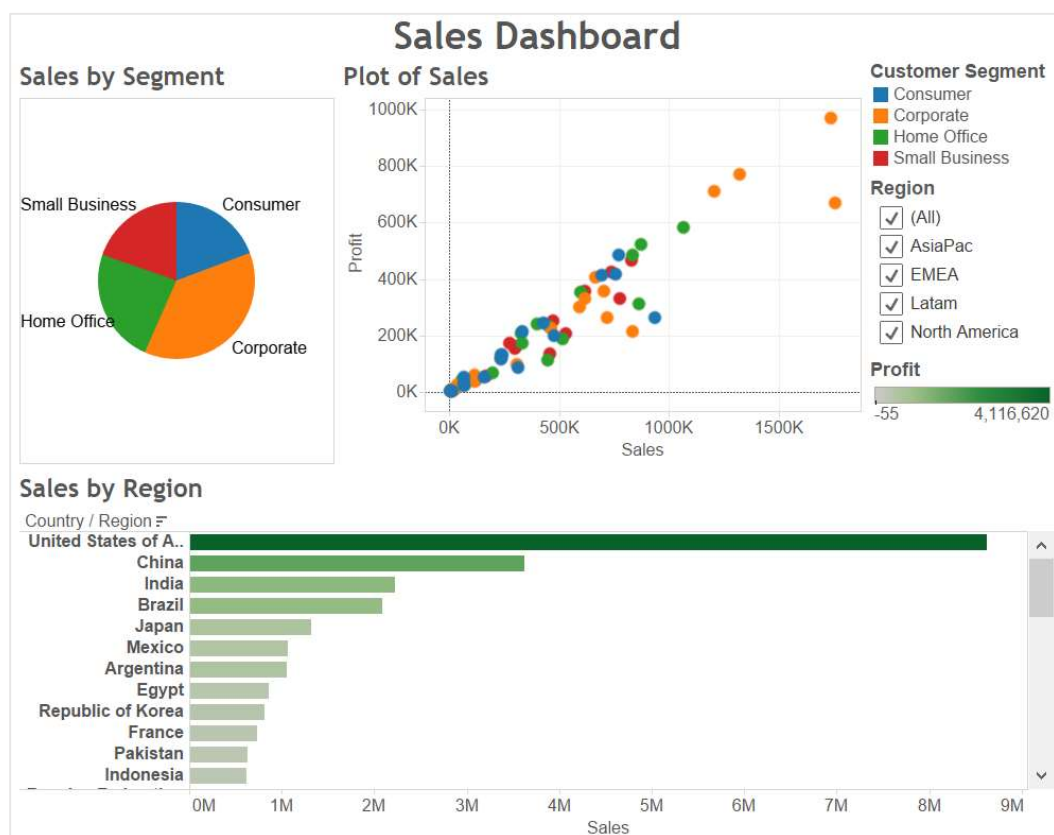 Sales Dashboard
Sales by Segment
Small Business
Consumer
Home Office
Corporate
Plot of Sales
1000K
800K
600K
400K
200K
0K
Profit
0K 500K 1000K 1500K
Sales
Customer Segment
Consumer
Corporate
Home Office
Small Business
Region
(All)
AsiaPac
EMEA
Latam
North America
Profit
-55 4,116,620
Sales by Region
Country / Region
United States of A..
China
India
Brazil
Japan
Mexico
Argentina
Egypt
Republic of Korea
France
Pakistan
Indonesia
0M 1M 2M 3M 4M 5M 6M 7M 8M 9M
Sales